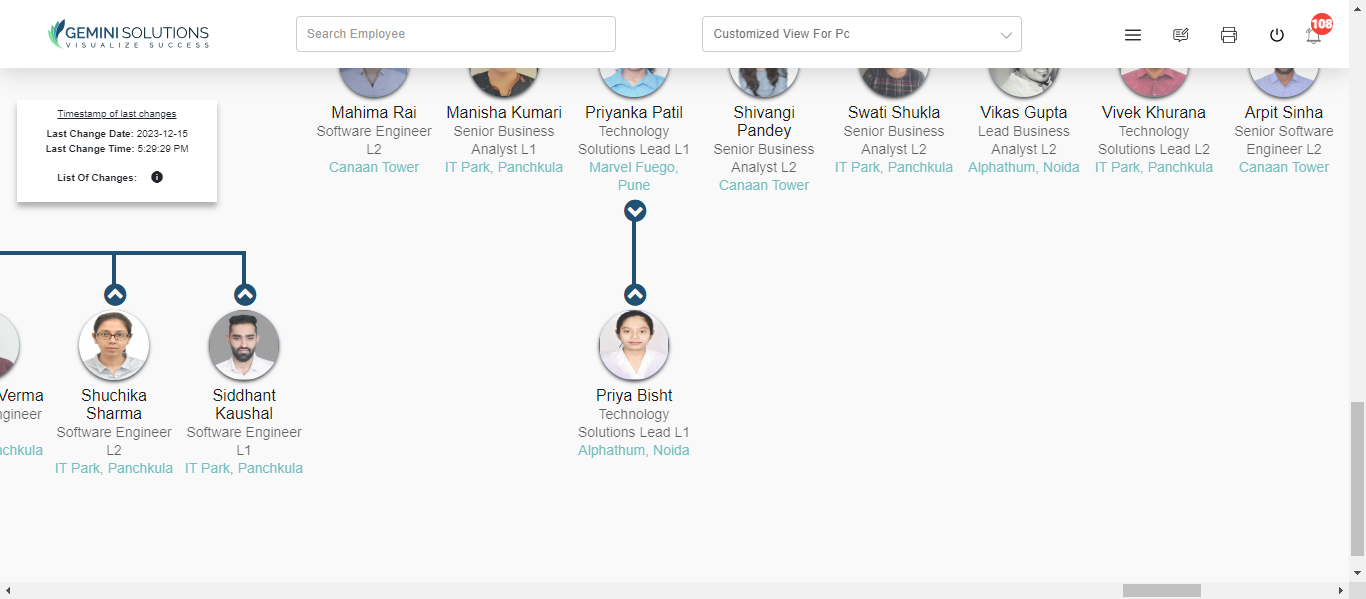 GEMINI SOLUTIONS
VISUALIZE SUCCESS
Search Employee
Customized View For Pc
108
Timestamp of last changes
Last Change Date: 2023-12-15
Last Change Time: 5:29:29 PM
List Of Changes:
Mahima Rai
Software Engineer
L2
Canaan Tower
Manisha Kumari
Senior Business
Analyst L1
IT Park, Panchkula
Priyanka Patil
Technology
Solutions Lead L1
Marvel Fuego,
Pune
Shivangi
Pandey
Senior Business
Analyst L2
Canaan Tower
Swati Shukla
Senior Business
Analyst L2
IT Park, Panchkula
Vikas Gupta
Lead Business
Analyst L2
Alphathum, Noida
Vivek Khurana
Technology
Solutions Lead L2
IT Park, Panchkula
Arpit Sinha
Senior Software
Engineer L2
Canaan Tower
Verma
ngineer
nchkula
Shuchika
Sharma
Software Engineer
L2
IT Park, Panchkula
Siddhant
Kaushal
Software Engineer
L1
IT Park, Panchkula
Priya Bisht
Technology
Solutions Lead L1
Alphathum, Noida